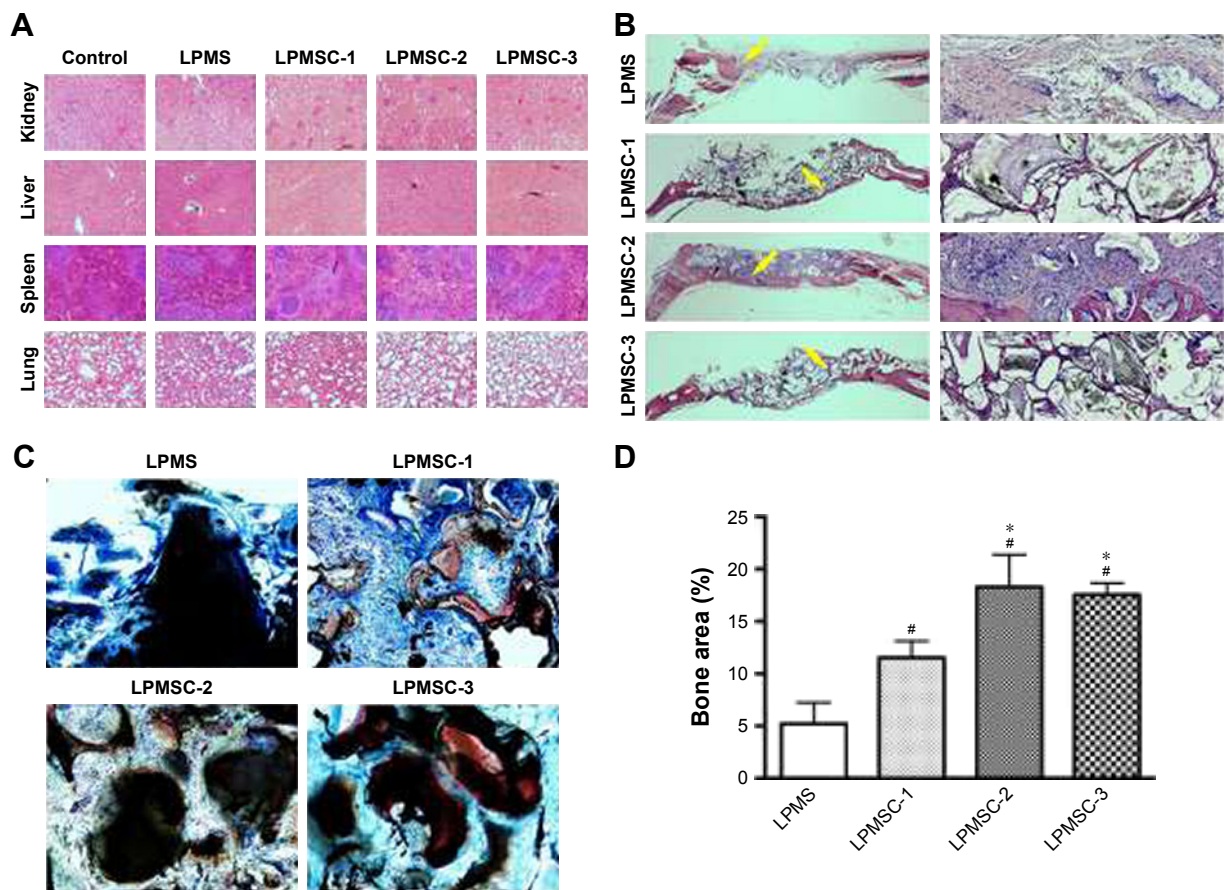 A
Control LPMS LPMSC-1 LPMSC-2 LPMSC-3
Kidney
Liver
Spleen
Lung
B
LPMS
LPMSC-1
LPMSC-2
LPMSC-3
C
LPMS LPMSC-1
LPMSC-2 LPMSC-3
D
Bone area (%)
25
20
15
10
5
0
#
*
#
*
#
LPMS
LPMSC-1
LPMSC-2
LPMSC-3